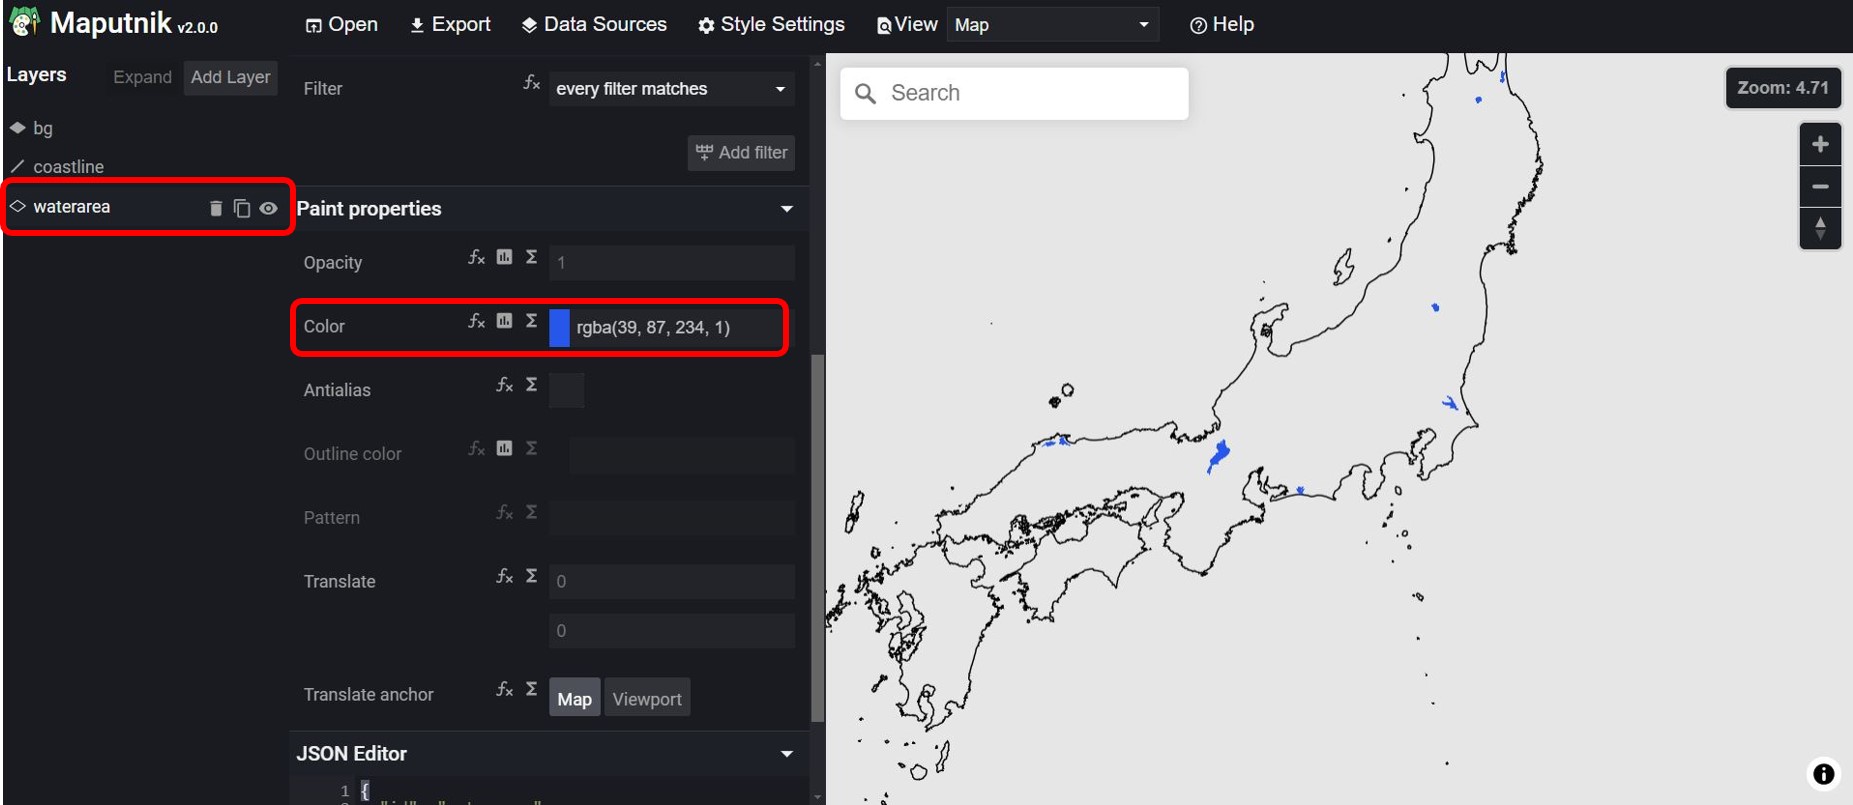 Maputnik v2.0.0
Open
Export
Data Sources
Style Settings
View
Map
Help
Layers
Expand
Add Layer
bg
coastline
waterarea
Filter
every filter matches
Add filter
Paint properties
Opacity
1
Color
rgba(39, 87, 234, 1)
Antialias
Outline color
Pattern
Translate
0
0
Translate anchor
Map
Viewport
JSON Editor
1 {
Search
Zoom: 4.71